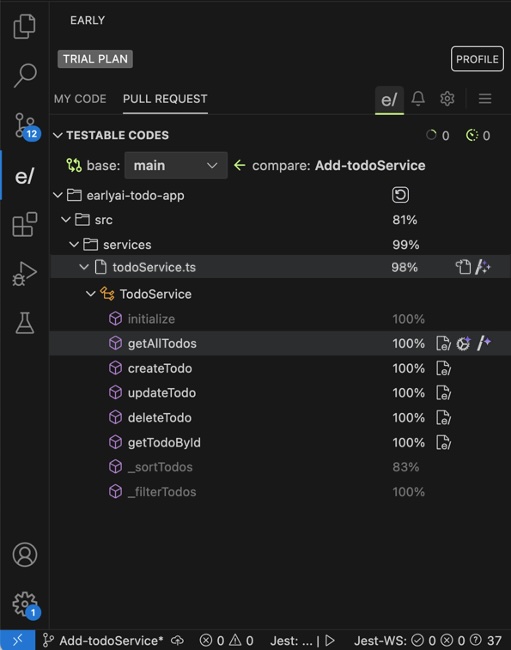 EARLY
TRIAL PLAN
PROFILE
MY CODE PULL REQUEST e/
TESTABLE CODES 0 0
12
base: main compare: Add-todoService
e/
earlyai-todo-app
src 81%
services 99%
todoService.ts 98%
TodoService
initialize 100%
getAllTodos 100%
createTodo 100%
updateTodo 100%
deleteTodo 100%
getTodoById 100%
_sortTodos 83%
_filterTodos 100%
1
Add-todoService* 0 0 Jest: ... | Jest-WS: 0 0 37